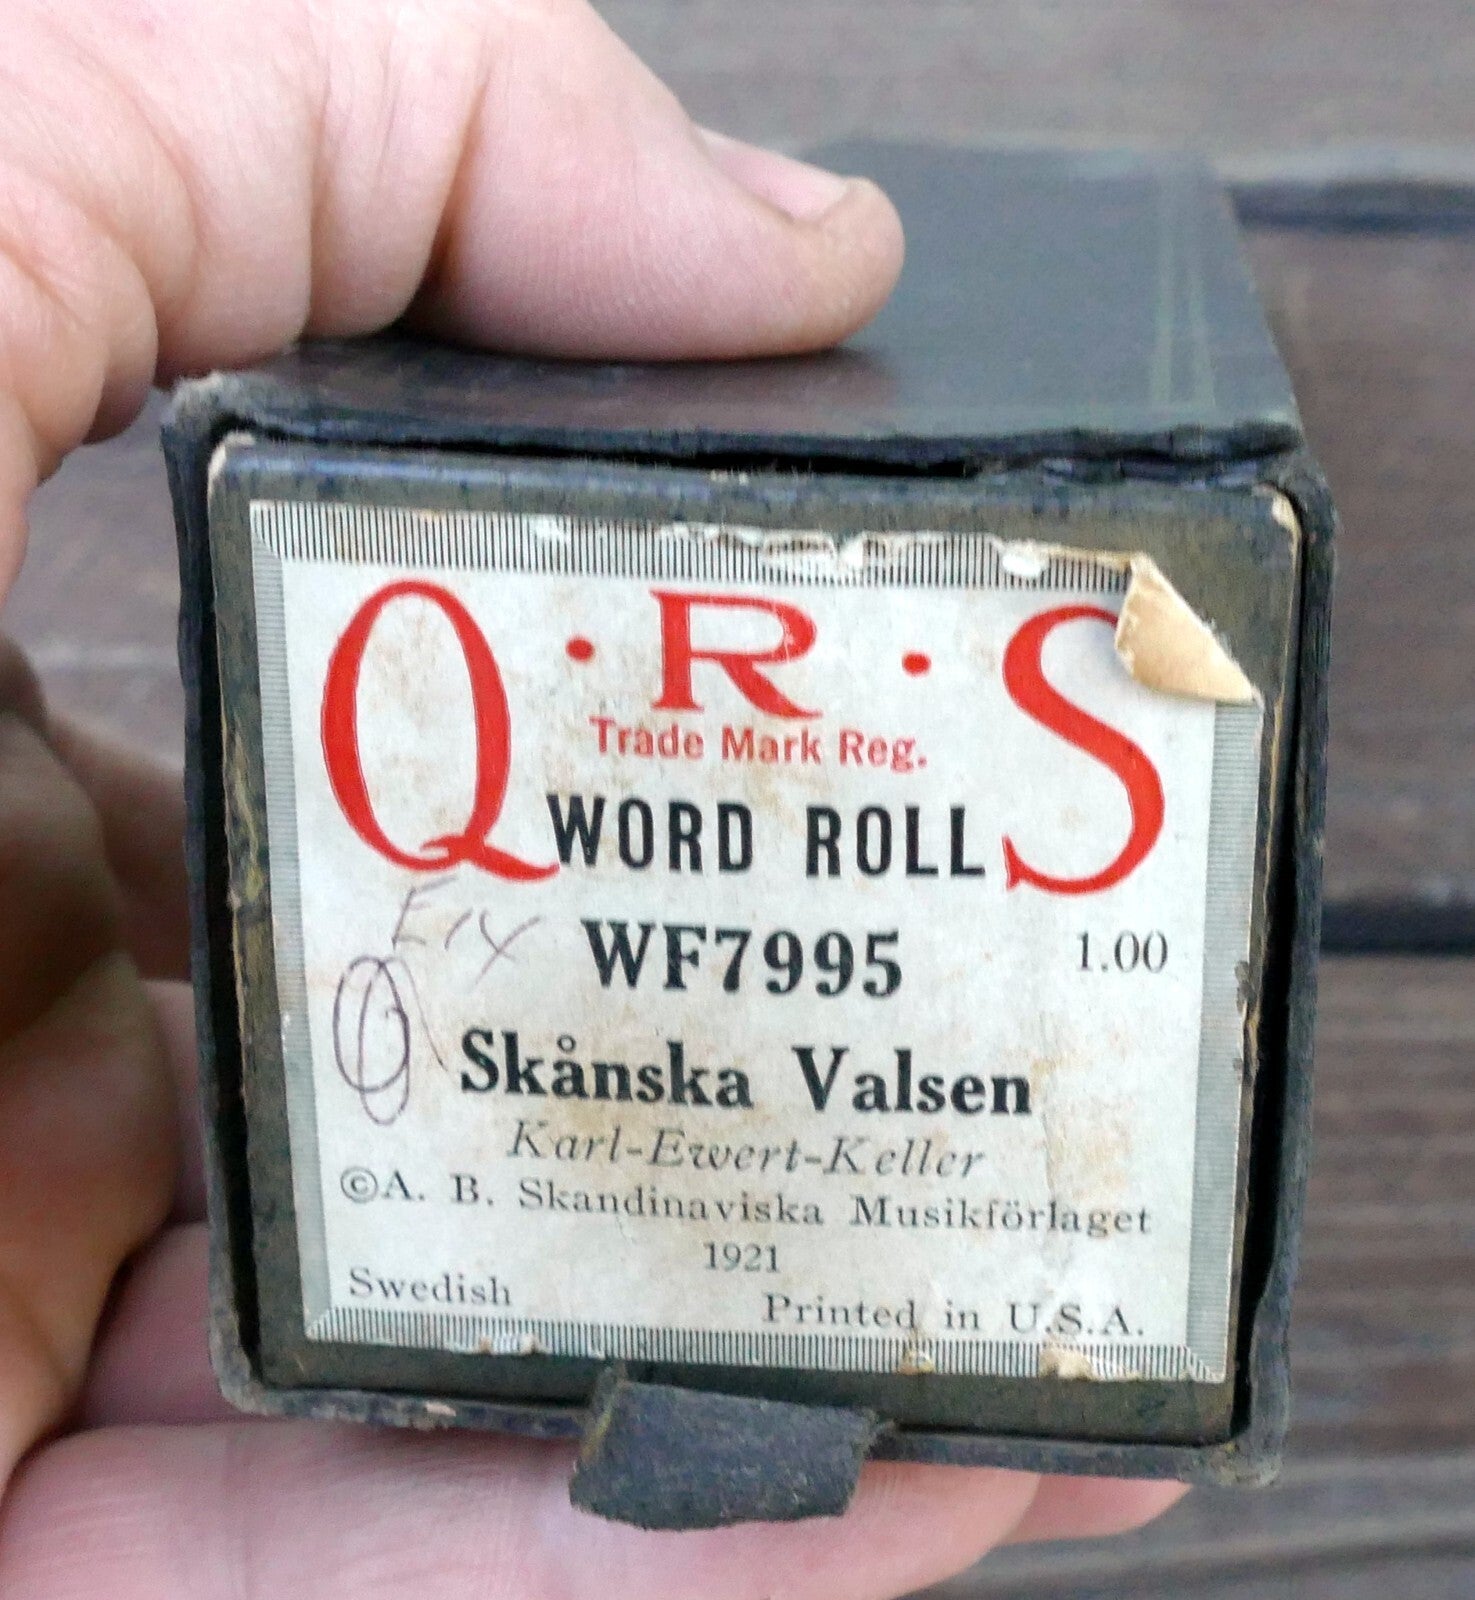 Q·R·S
Trade Mark Reg.
WORD ROLL
WF7995 1.00
Skånska Valsen
Karl-Ewert-Keller
©A. B. Skandinaviska Musikförlaget
1921
Swedish Printed in U.S.A.